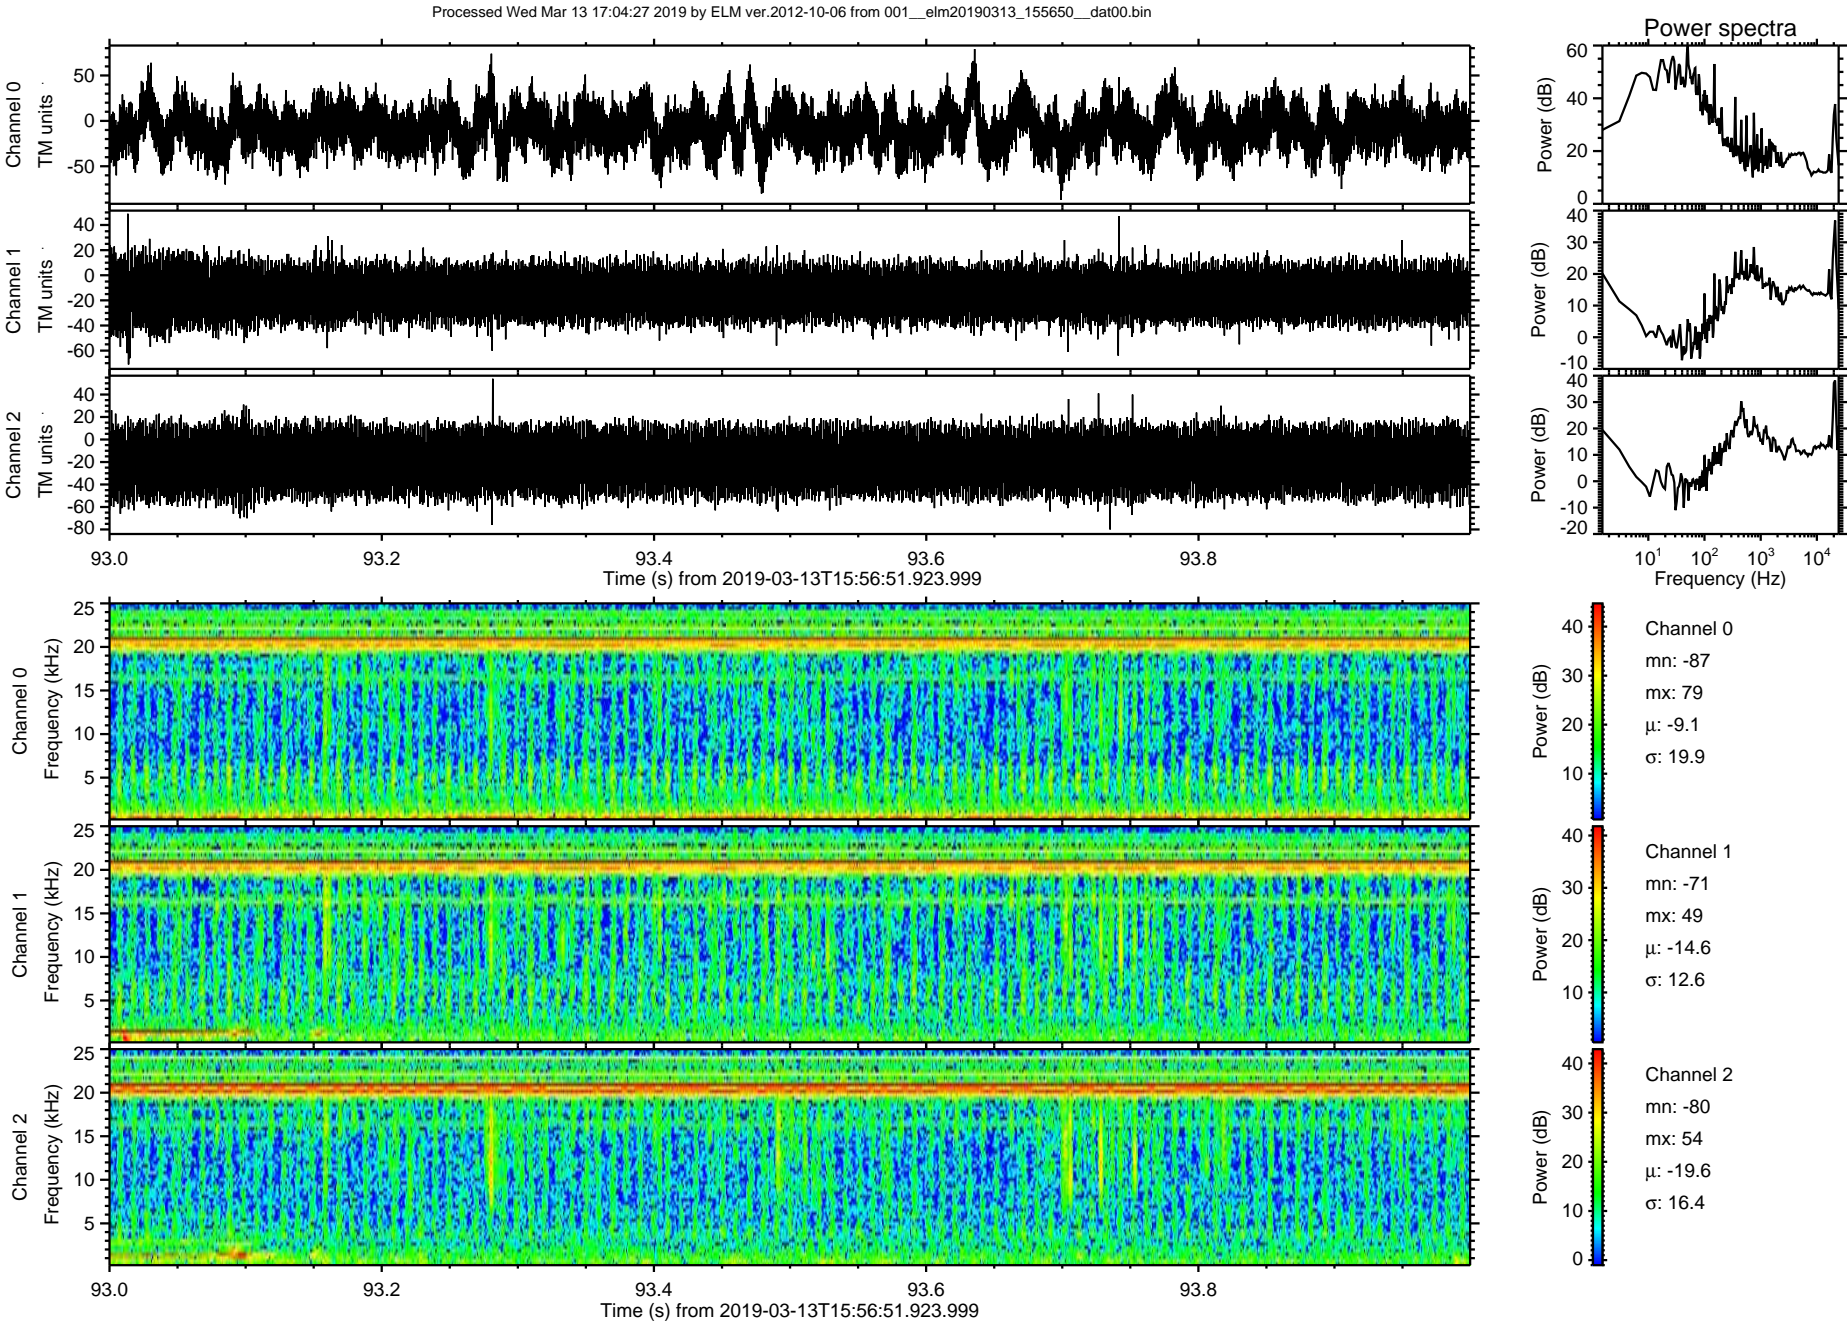 Processed Wed Mar 13 17:04:27 2019 by ELM ver.2012-10-06 from 001__elm20190313_155650__dat00.bin
Power spectra
Channel 0
TM units
50
0
-50
Power (dB)
60
40
20
0
Channel 1
TM units
40
20
0
-20
-40
-60
Power (dB)
40
30
20
10
0
-10
Channel 2
TM units
40
20
0
-20
-40
-60
-80
Power (dB)
40
30
20
10
0
-10
-20
93.0 93.2 93.4 93.6 93.8
Time (s) from 2019-03-13T15:56:51.923.999
10¹ 10² 10³ 10⁴
Frequency (Hz)
Channel 0
Frequency (kHz)
25
20
15
10
5
Power (dB)
40
30
20
10
Channel 0
mn: -87
mx: 79
μ: -9.1
σ: 19.9
Channel 1
Frequency (kHz)
25
20
15
10
5
Power (dB)
40
30
20
10
Channel 1
mn: -71
mx: 49
μ: -14.6
σ: 12.6
Channel 2
Frequency (kHz)
25
20
15
10
5
Power (dB)
40
30
20
10
0
Channel 2
mn: -80
mx: 54
μ: -19.6
σ: 16.4
93.0 93.2 93.4 93.6 93.8
Time (s) from 2019-03-13T15:56:51.923.999